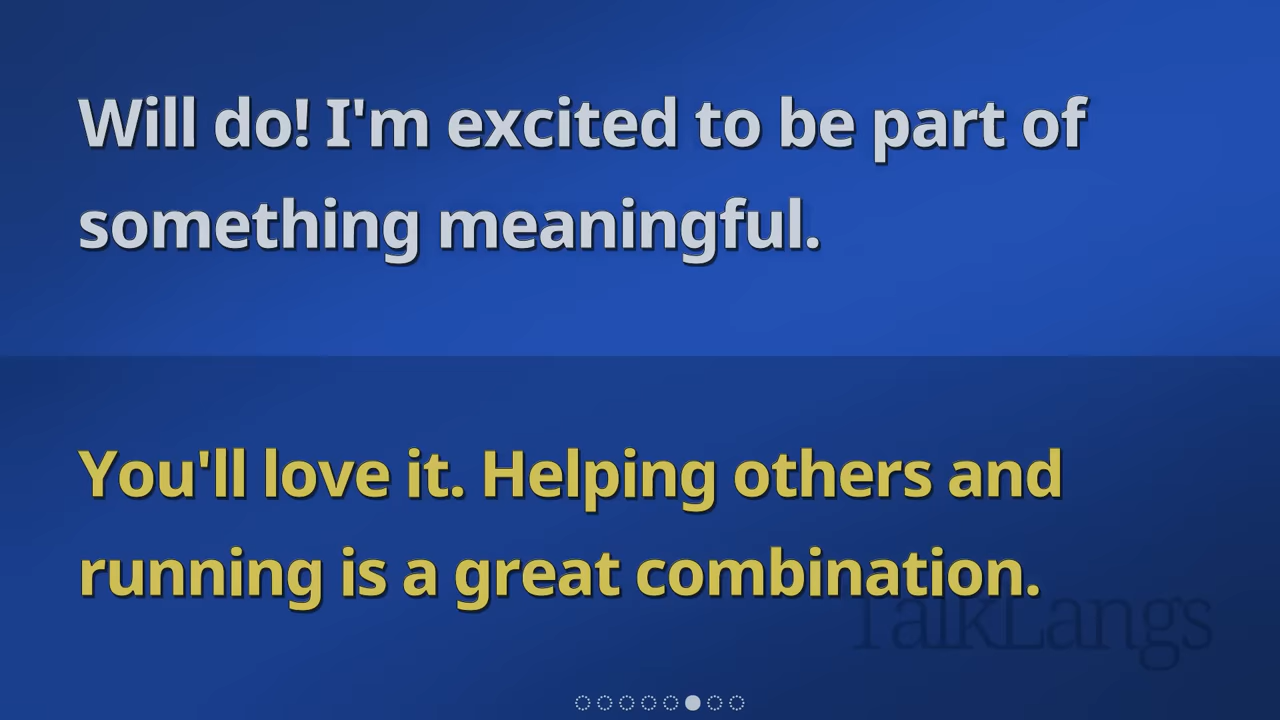 Will do! I'm excited to be part of
something meaningful.
You'll love it. Helping others and
running is a great combination.
TalkLangs